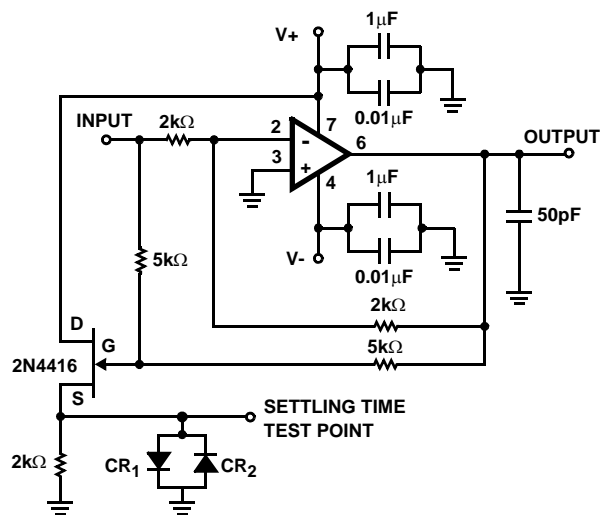 V+
1μF
0.01μF
INPUT
2kΩ
2
7
6
OUTPUT
3
-
+
4
1μF
50pF
5kΩ
V-
0.01μF
2kΩ
D
G
5kΩ
2N4416
S
SETTLING TIME
TEST POINT
2kΩ
CR1
CR2